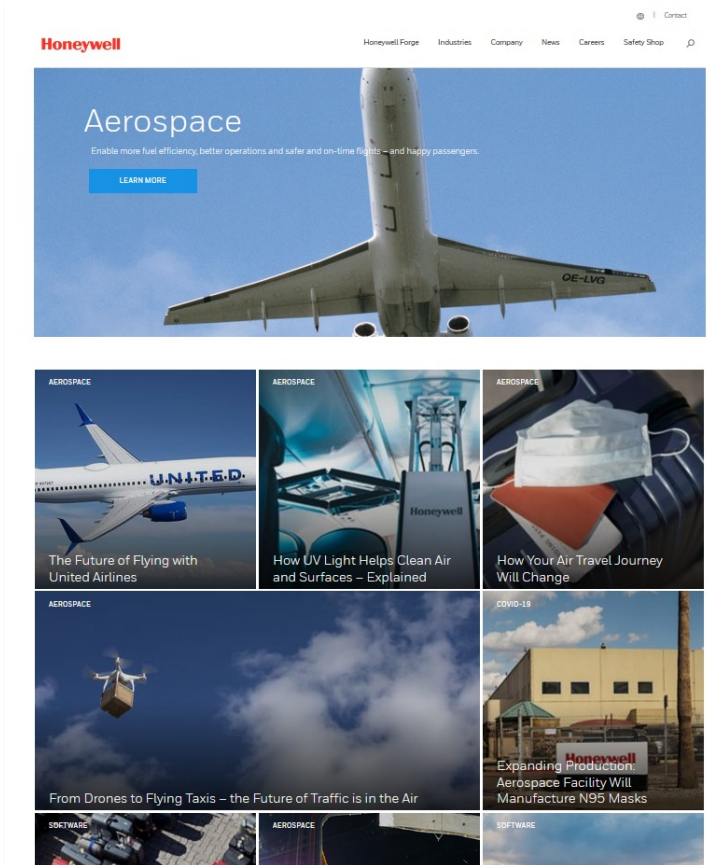 Contact
Honeywell
Honeywell Forge
Industries
Company
News
Careers
Safety Shop
Aerospace
Enable more fuel efficiency, better operations and safer and on-time flights – and happy passengers.
LEARN MORE
OE-LVG
AEROSPACE
UNITED
The Future of Flying with
United Airlines
AEROSPACE
Honeywell
How UV Light Helps Clean Air
and Surfaces – Explained
AEROSPACE
How Your Air Travel Journey
Will Change
AEROSPACE
From Drones to Flying Taxis – the Future of Traffic is in the Air
COVID-19
Honeywell
Expanding Production:
Aerospace Facility Will
Manufacture N95 Masks
SOFTWARE
AEROSPACE
SOFTWARE